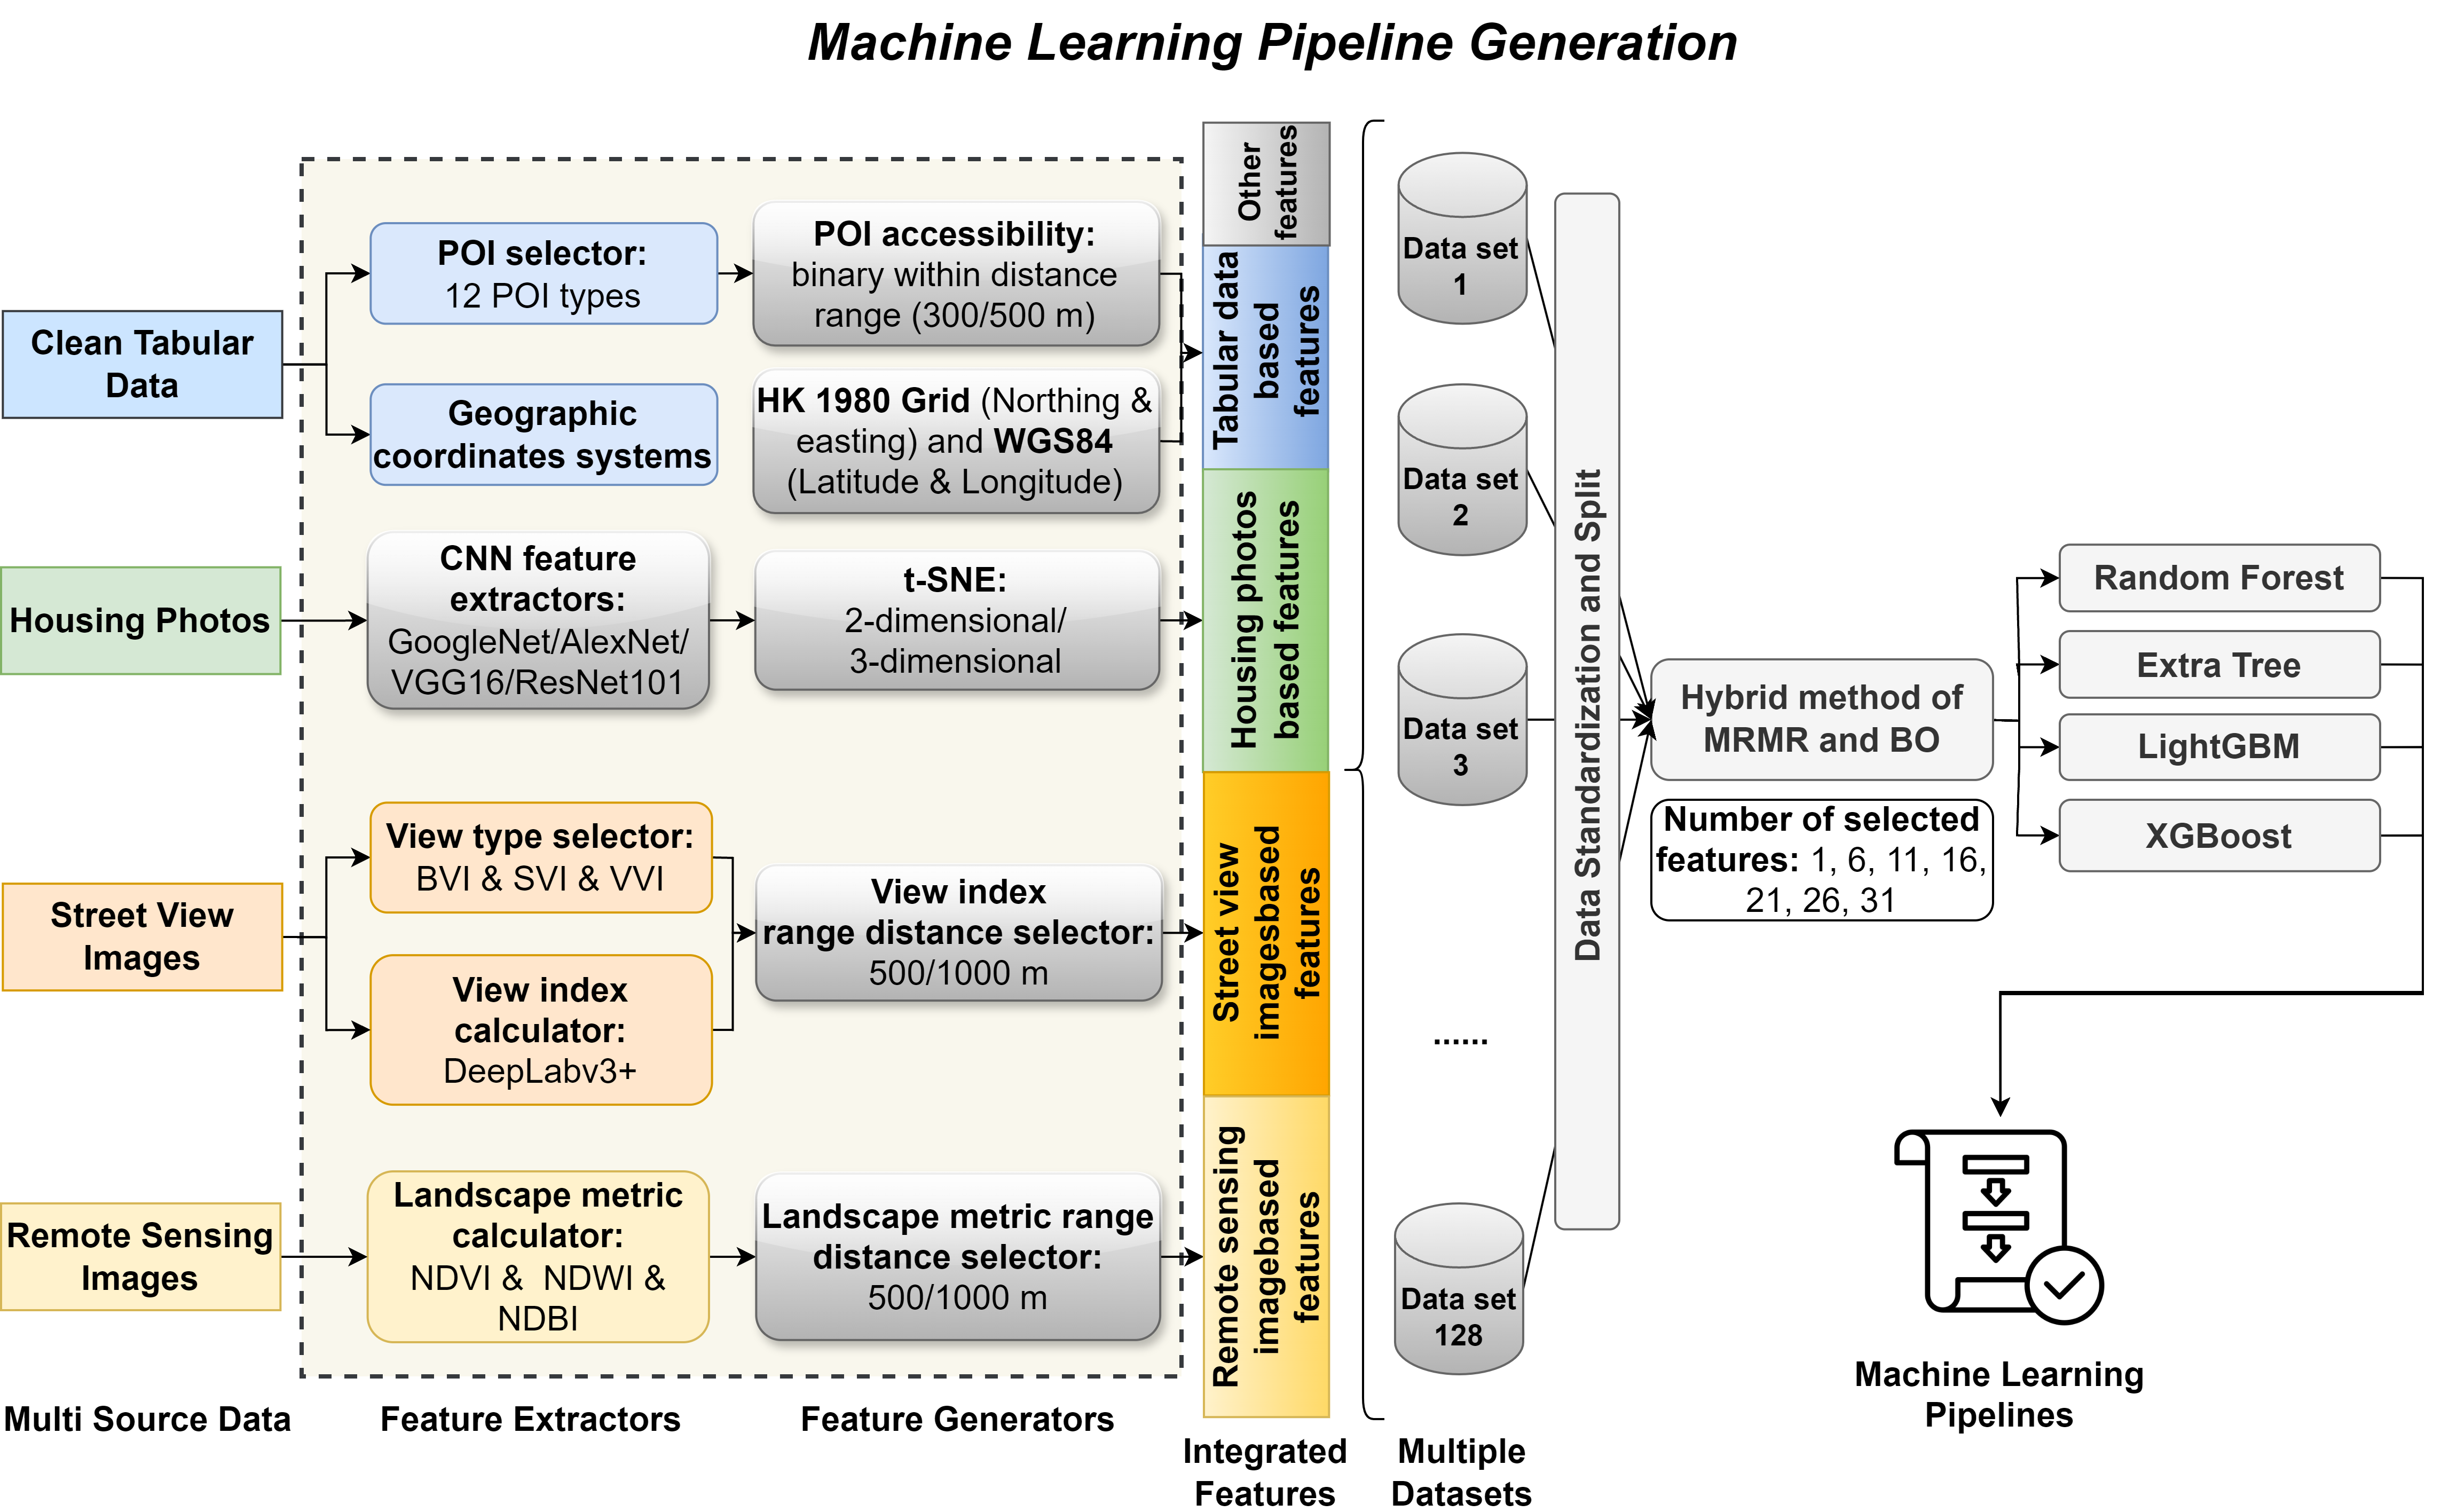 Machine Learning Pipeline Generation
Clean Tabular
Data
Housing Photos
Street View
Images
Remote Sensing
Images
Multi Source Data
POI selector:
12 POI types
Geographic
coordinates systems
CNN feature
extractors:
GoogleNet/AlexNet/
VGG16/ResNet101
View type selector:
BVI & SVI & VVI
View index
calculator:
DeepLabv3+
Landscape metric
calculator:
NDVI &  NDWI &
NDBI
Feature Extractors
POI accessibility:
binary within distance
range (300/500 m)
HK 1980 Grid (Northing &
easting) and WGS84
(Latitude & Longitude)
t-SNE:
2-dimensional/
3-dimensional
View index
range distance selector:
500/1000 m
Landscape metric range
distance selector:
500/1000 m
Feature Generators
Other
features
Tabular data
based
features
Housing photos
based features
Street view
imagesbased
features
Remote sensing
imagebased
features
Integrated
Features
Data set
1
Data set
2
Data set
3
......
Data set
128
Multiple
Datasets
Data Standardization and Split
Hybrid method of
MRMR and BO
Number of selected
features: 1, 6, 11, 16,
21, 26, 31
Random Forest
Extra Tree
LightGBM
XGBoost
Machine Learning
Pipelines